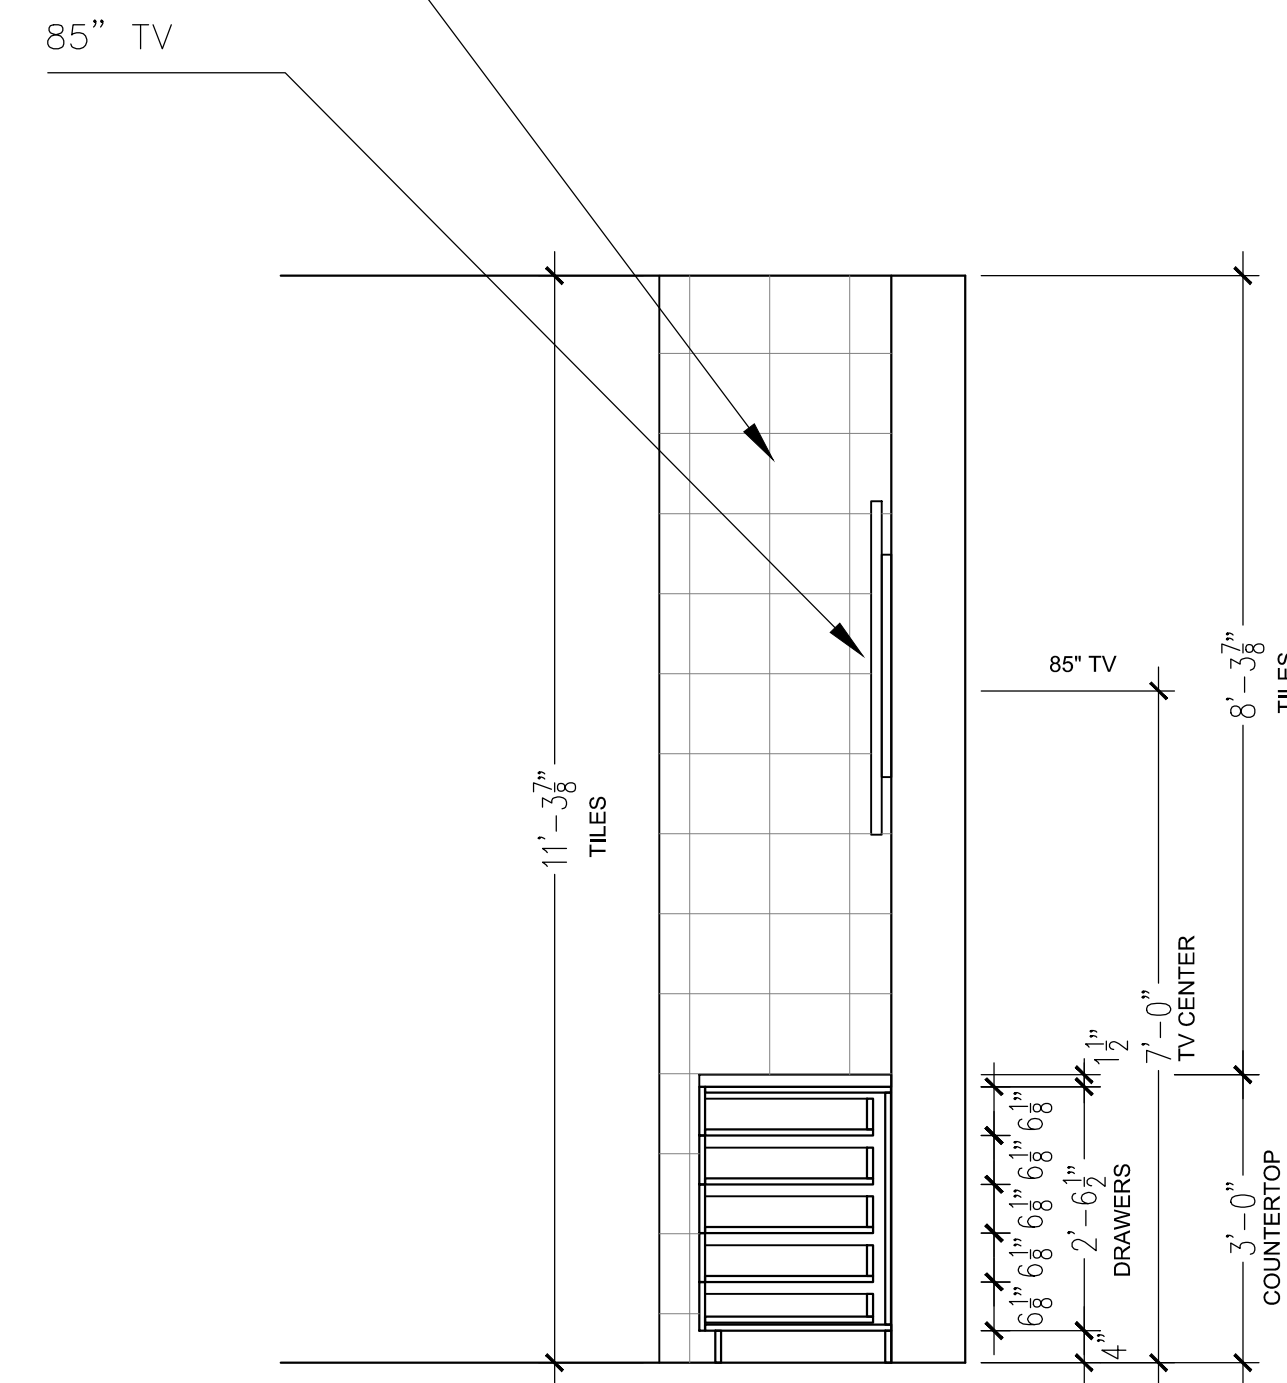 85” TV
85" TV
8'-3 7/8”
TILES
11'-3 7/8”
TILES
7'-0”
TV CENTER
1 1/2”
6 1/8”
6 1/8”
6 1/8”
6 1/8”
6 1/8”
2'-6 1/2”
DRAWERS
4”
3'-0”
COUNTERTOP